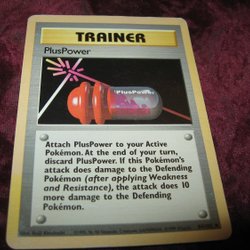 TRAINER
PlusPower
PlusPower
Attach PlusPower to your Active
Pokémon. At the end of your turn,
discard PlusPower. If this Pokémon's
attack does damage to the Defending
Pokémon (after applying Weakness
and Resistance), the attack does 10
more damage to the Defending
Pokémon.